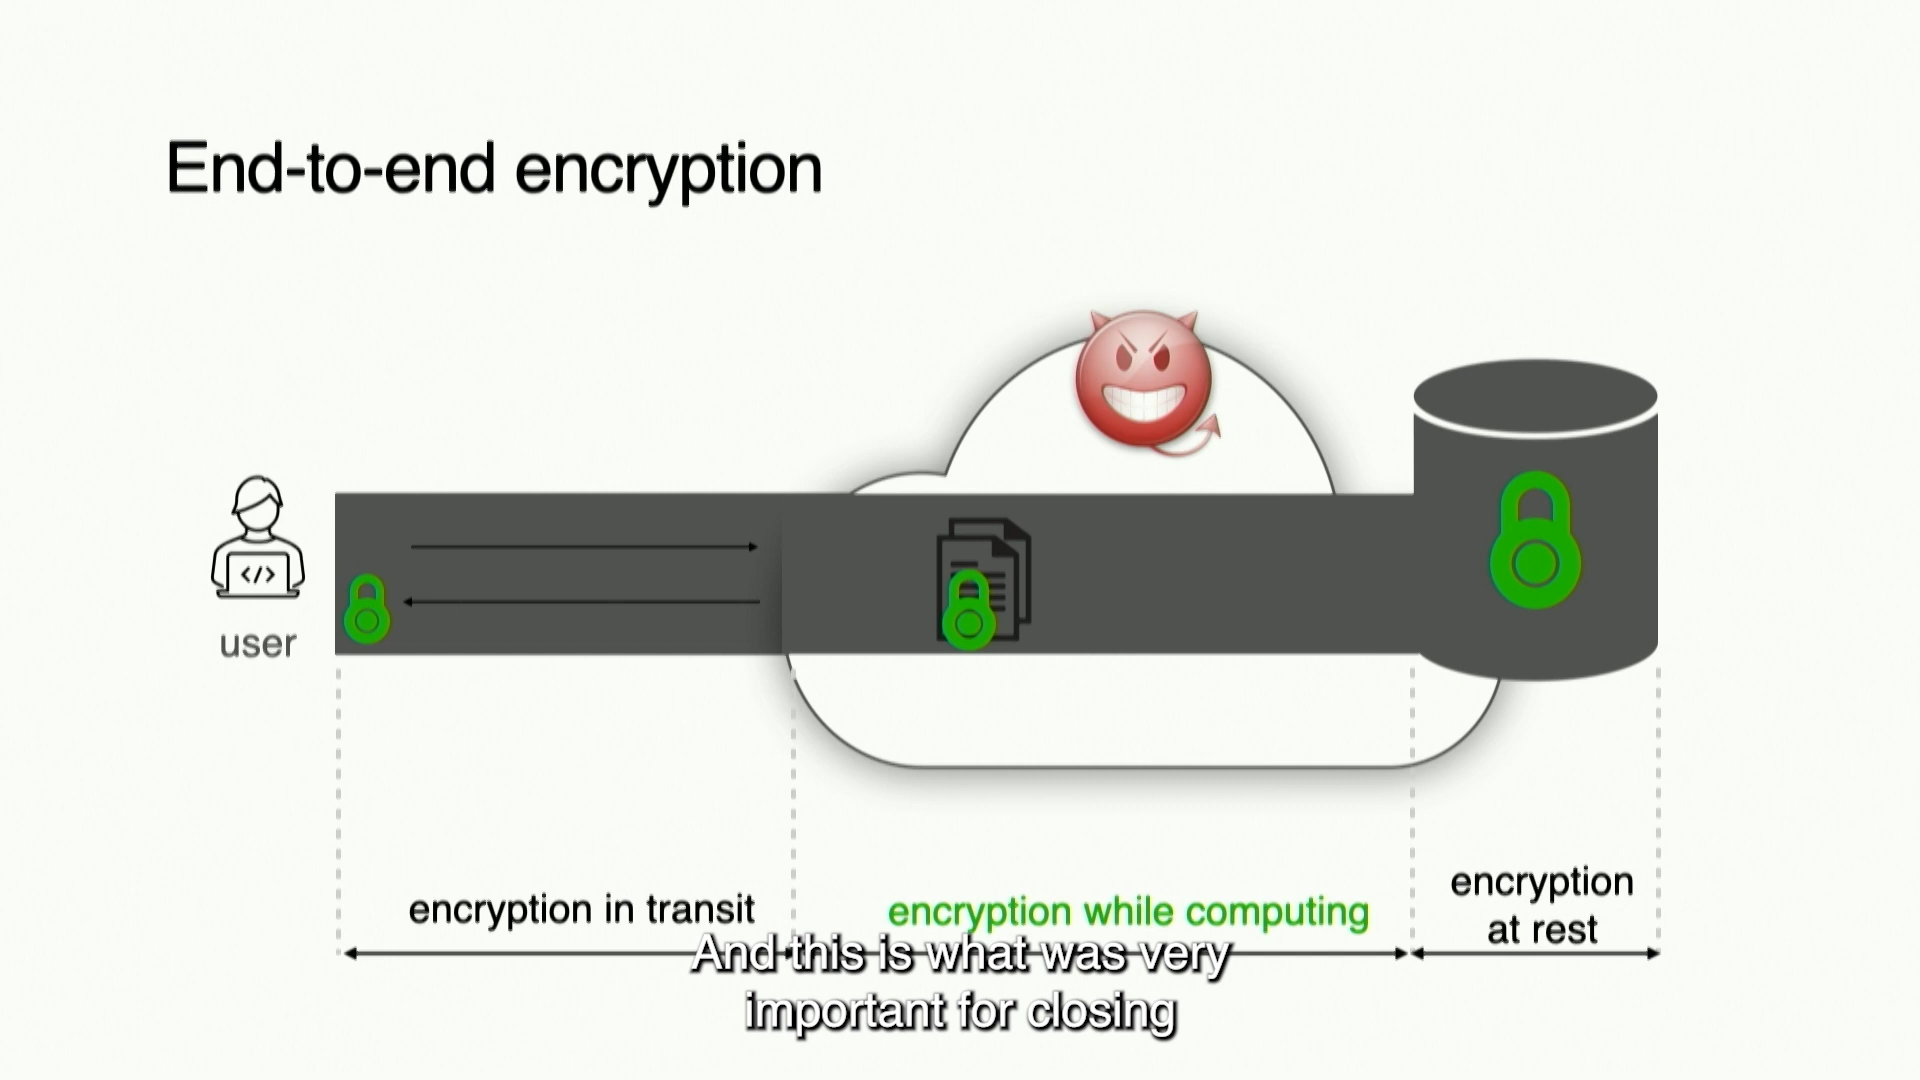 End-to-end encryption
</>
user
encryption in transit
encryption while computing
encryption
at rest
And this is what was very
important for closing